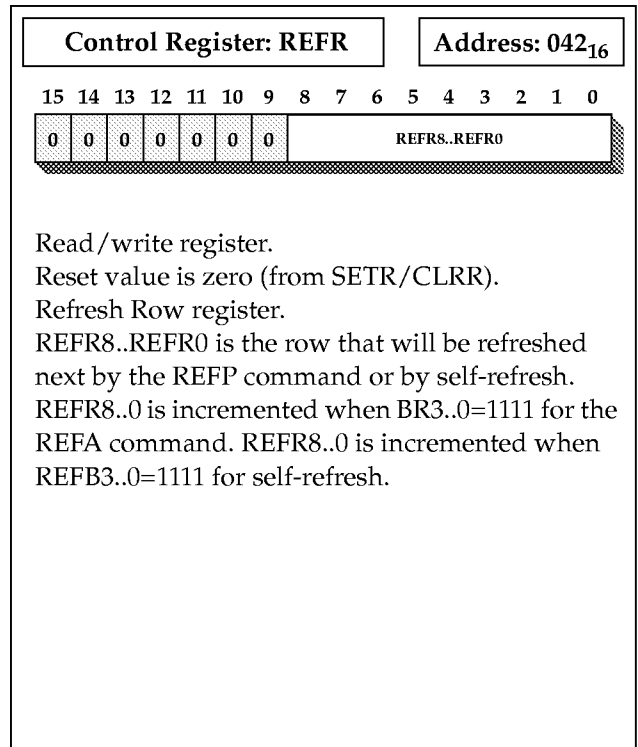 Control Register: REFR Address: 042₁₆
15 14 13 12 11 10 9 8 7 6 5 4 3 2 1 0
0 0 0 0 0 0 0 REFR8..REFR0
Read/write register.
Reset value is zero (from SETR/CLRR).
Refresh Row register.
REFR8..REFR0 is the row that will be refreshed
next by the REFP command or by self-refresh.
REFR8..0 is incremented when BR3..0=1111 for the
REFA command. REFR8..0 is incremented when
REFB3..0=1111 for self-refresh.